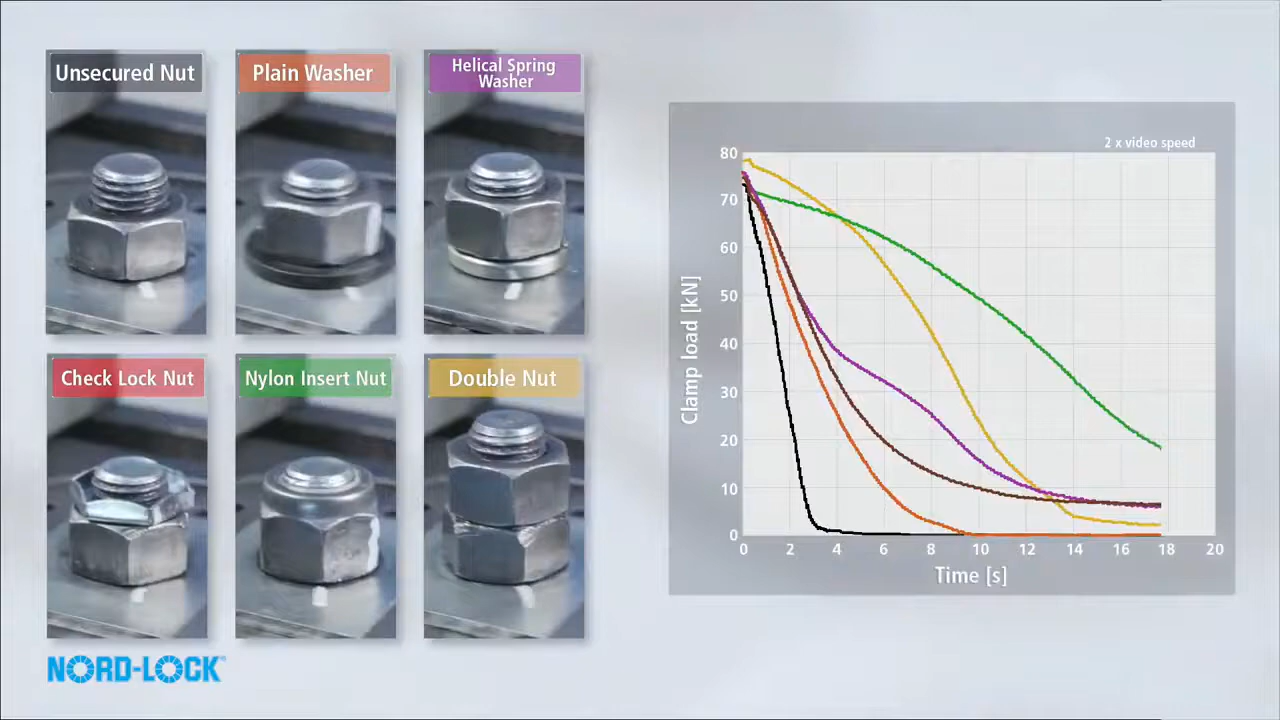 Unsecured Nut
Plain Washer
Helical Spring
Washer
Check Lock Nut
Nylon Insert Nut
Double Nut
NORD-LOCK
2 x video speed
80
70
60
50
40
30
20
10
0
Clamp load [kN]
0 2 4 6 8 10 12 14 16 18 20
Time [s]